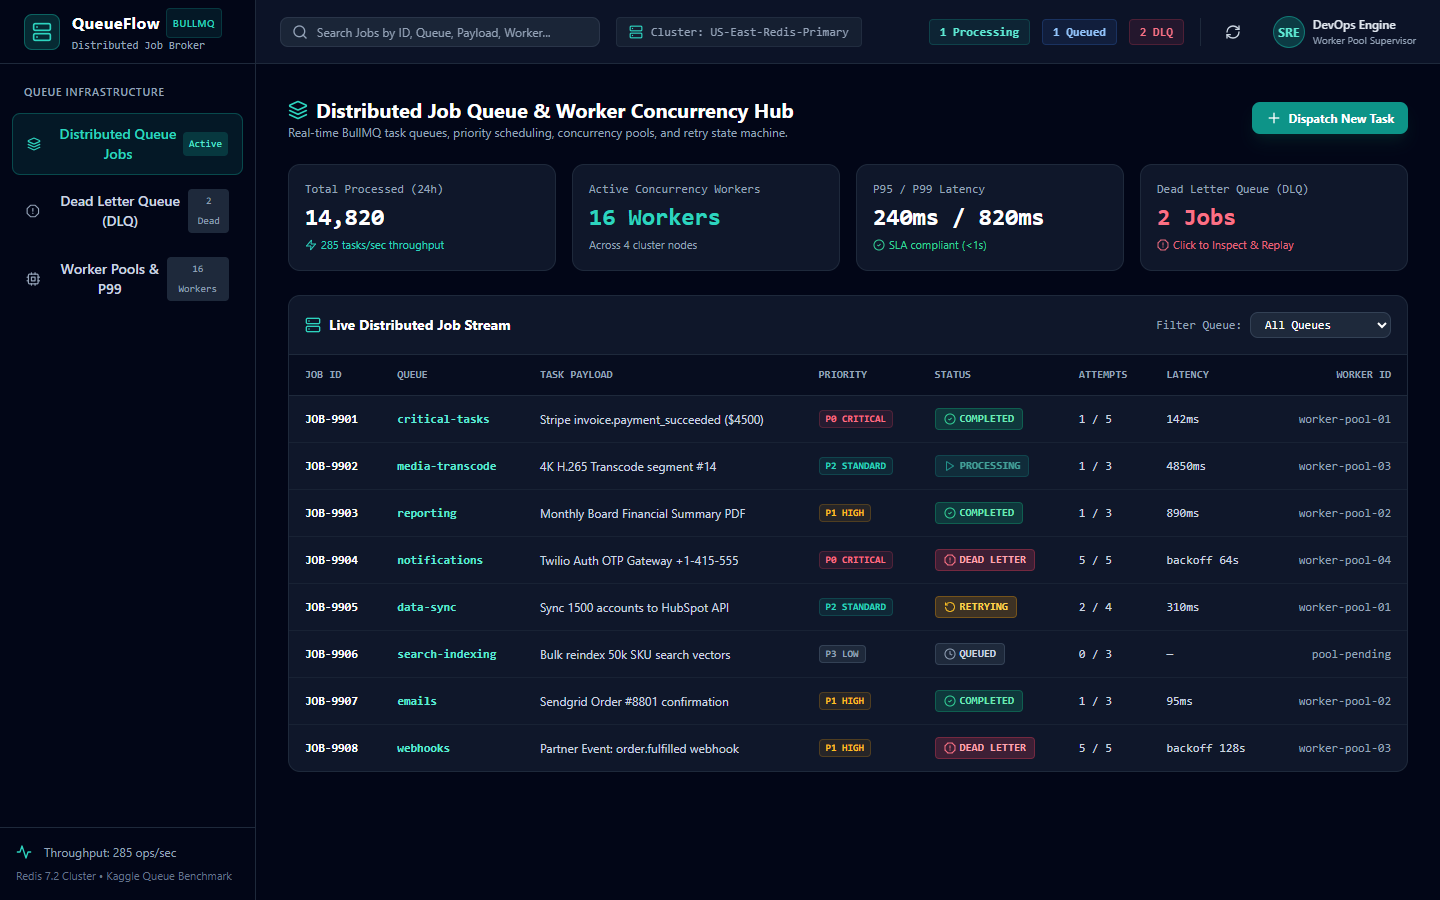 QueueFlow BULLMQ
Distributed Job Broker
Search Jobs by ID, Queue, Payload, Worker...
Cluster: US-East-Redis-Primary
1 Processing
1 Queued
2 DLQ
SRE
DevOps Engine
Worker Pool Supervisor
QUEUE INFRASTRUCTURE
Distributed Queue
Jobs
Active
Dead Letter Queue
(DLQ)
2
Dead
Worker Pools &
P99
16
Workers
Throughput: 285 ops/sec
Redis 7.2 Cluster • Kaggle Queue Benchmark
Distributed Job Queue & Worker Concurrency Hub
Real-time BullMQ task queues, priority scheduling, concurrency pools, and retry state machine.
Dispatch New Task
Total Processed (24h)
14,820
285 tasks/sec throughput
Active Concurrency Workers
16 Workers
Across 4 cluster nodes
P95 / P99 Latency
240ms / 820ms
SLA compliant (<1s)
Dead Letter Queue (DLQ)
2 Jobs
Click to Inspect & Replay
Live Distributed Job Stream
Filter Queue: All Queues
JOB ID QUEUE TASK PAYLOAD PRIORITY STATUS ATTEMPTS LATENCY WORKER ID
JOB-9901 critical-tasks Stripe invoice.payment_succeeded ($4500) P0 CRITICAL COMPLETED 1 / 5 142ms worker-pool-01
JOB-9902 media-transcode 4K H.265 Transcode segment #14 P2 STANDARD PROCESSING 1 / 3 4850ms worker-pool-03
JOB-9903 reporting Monthly Board Financial Summary PDF P1 HIGH COMPLETED 1 / 3 890ms worker-pool-02
JOB-9904 notifications Twilio Auth OTP Gateway +1-415-555 P0 CRITICAL DEAD LETTER 5 / 5 backoff 64s worker-pool-04
JOB-9905 data-sync Sync 1500 accounts to HubSpot API P2 STANDARD RETRYING 2 / 4 310ms worker-pool-01
JOB-9906 search-indexing Bulk reindex 50k SKU search vectors P3 LOW QUEUED 0 / 3 — pool-pending
JOB-9907 emails Sendgrid Order #8801 confirmation P1 HIGH COMPLETED 1 / 3 95ms worker-pool-02
JOB-9908 webhooks Partner Event: order.fulfilled webhook P1 HIGH DEAD LETTER 5 / 5 backoff 128s worker-pool-03